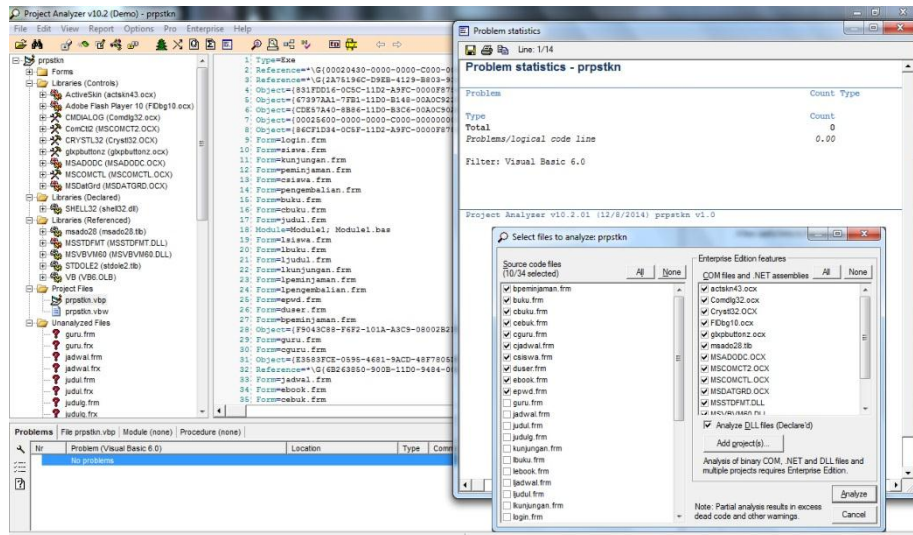 Project Analyzer v10.2 (Demo) - prpstkn
File Edit View Report Options Pro Enterprise Help
prpstkn
Forms
Libraries (Controls)
ActiveSkin (actskn43.ocx)
Adobe Flash Player 10 (FlDbg10.ocx)
CMDIALOG (Comdlg32.ocx)
ComCtl2 (MSCOMCT2.OCX)
CRYSTL32 (Crystl32.OCX)
glxpbuttonz (glxpbuttonz.ocx)
MSADODC (MSADODC.OCX)
MSCOMCTL (MSCOMCTL.OCX)
MSDatGrd (MSDATGRD.OCX)
Libraries (Declared)
SHELL32 (shell32.dll)
Libraries (Referenced)
msado28 (msado28.tlb)
MSSTDFMT (MSSTDFMT.DLL)
MSVBVM60 (MSVBVM60.DLL)
STDOLE2 (stdole2.tlb)
VB (VB6.OLB)
Project Files
prpstkn.vbp
prpstkn.vbw
Unanalyzed Files
guru.frm
guru.frx
jadwal.frm
jadwal.frx
judul.frm
judul.frx
judulg.frm
judulg.frx
1 Type=Exe
2 Reference=*\G{00020430-0000-0000-C000-0
3 Reference=*\G{2A75196C-D9EB-4129-B803-9
4 Object={831FDD16-0C5C-11D2-A9FC-0000F87
5 Object={67397AA1-7FB1-11D0-B148-00A0C92
6 Object={CDE57A40-8B86-11D0-B3C6-00A0C90
7 Object={00025600-0000-0000-C000-00000000
8 Object={86CF1D34-0C5F-11D2-A9FC-0000F87
9 Form=login.frm
10 Form=siswa.frm
11 Form=kunjungan.frm
12 Form=peminjaman.frm
13 Form=csiswa.frm
14 Form=pengembalian.frm
15 Form=buku.frm
16 Form=cbuku.frm
17 Form=judul.frm
18 Module=Module1; Module1.bas
19 Form=lsiswa.frm
20 Form=lbuku.frm
21 Form=ljudul.frm
22 Form=lkunjungan.frm
23 Form=lpeminjaman.frm
24 Form=lpengembalian.frm
25 Form=epwd.frm
26 Form=duser.frm
27 Form=bpeminjaman.frm
28 Object={F9043C88-F6F2-101A-A3C9-08002B2
29 Form=guru.frm
30 Form=cguru.frm
31 Object={E3583FCE-0595-4681-9ACD-48F7805
32 Reference=*\G{6B263850-900B-11D0-9484-0
33 Form=jadwal.frm
34 Form=ebook.frm
35 Form=cebuk.frm
Problems File prpstkn.vbp Module (none) Procedure (none)
Nr Problem (Visual Basic 6.0) Location Type Comm
No problems
Problem statistics
Line: 1/14
Problem statistics - prpstkn
Problem Count Type
Type Count
Total 0
Problems/logical code line 0.00
Filter: Visual Basic 6.0
Project Analyzer v10.2.01 (12/8/2014) prpstkn v1.0
Select files to analyze: prpstkn
Source code files
(10/34 selected)
All None
bpeminjaman.frm
buku.frm
cbuku.frm
cebuk.frm
cguru.frm
cjadwal.frm
csiswa.frm
duser.frm
ebook.frm
epwd.frm
guru.frm
jadwal.frm
judul.frm
judulg.frm
kunjungan.frm
lbuku.frm
lebook.frm
ljadwal.frm
ljudul.frm
lkunjungan.frm
login.frm
Enterprise Edition features
COM files and .NET assemblies All None
actskn43.ocx
Comdlg32.ocx
Crystl32.OCX
FlDbg10.ocx
glxpbuttonz.ocx
msado28.tlb
MSADODC.OCX
MSCOMCT2.OCX
MSCOMCTL.OCX
MSDATGRD.OCX
MSSTDFMT.DLL
MSVBVM60.DLL
Analyze DLL files (Declare'd)
Add project(s)...
Analysis of binary COM, .NET and DLL files and
multiple projects requires Enterprise Edition.
Analyze
Note: Partial analysis results in excess
dead code and other warnings.
Cancel